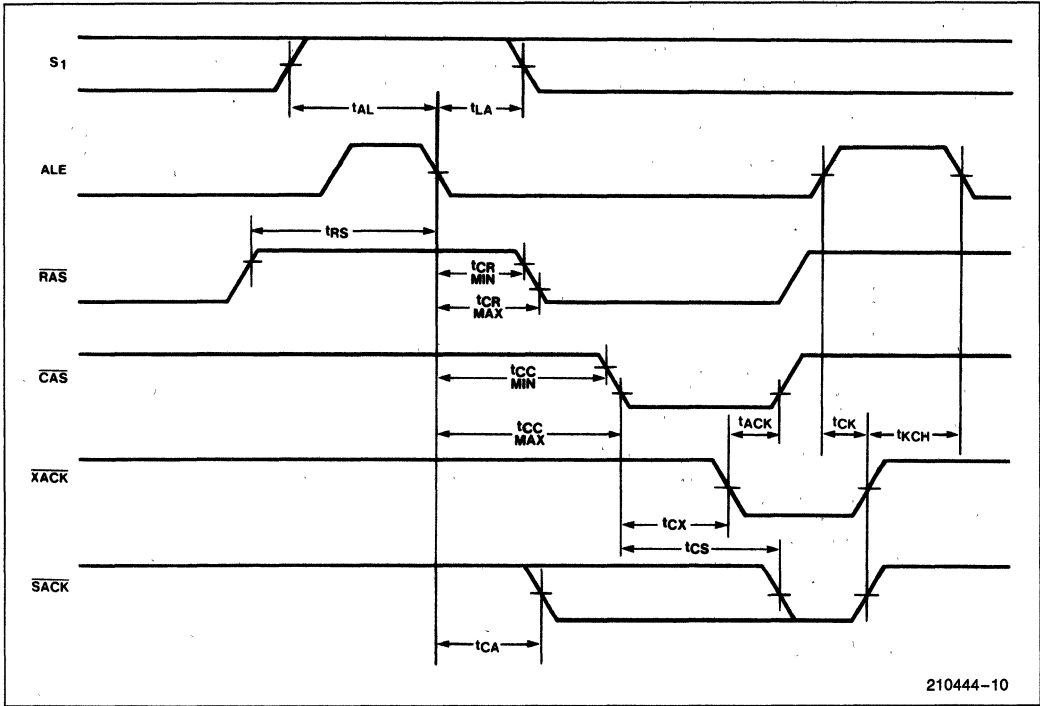 S1
tAL
tLA
ALE
tRS
RAS
tCR
MIN
tCR
MAX
CAS
tCC
MIN
tCC
MAX
tACK
tCK
tKCH
XACK
tCX
tCS
SACK
tCA
210444-10